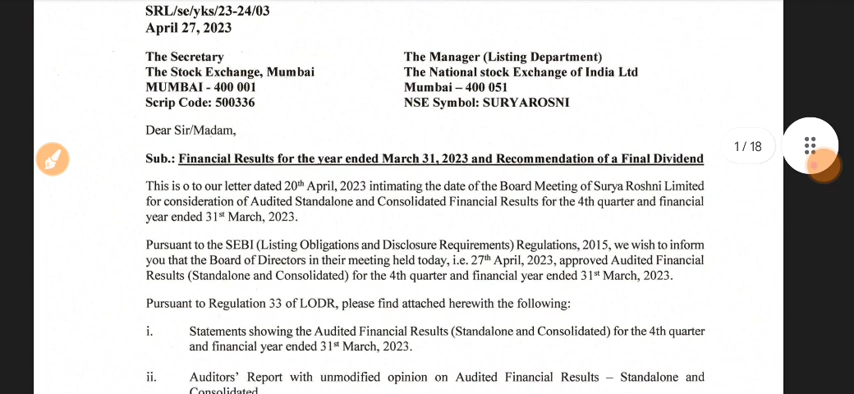 SRL/se/yks/23-24/03
April 27, 2023
The Secretary
The Stock Exchange, Mumbai
MUMBAI - 400 001
Scrip Code: 500336
The Manager (Listing Department)
The National stock Exchange of India Ltd
Mumbai – 400 051
NSE Symbol: SURYAROSNI
Dear Sir/Madam,
1 / 18
Sub.: Financial Results for the year ended March 31, 2023 and Recommendation of a Final Dividend
This is o to our letter dated 20th April, 2023 intimating the date of the Board Meeting of Surya Roshni Limited
for consideration of Audited Standalone and Consolidated Financial Results for the 4th quarter and financial
year ended 31st March, 2023.
Pursuant to the SEBI (Listing Obligations and Disclosure Requirements) Regulations, 2015, we wish to inform
you that the Board of Directors in their meeting held today, i.e. 27th April, 2023, approved Audited Financial
Results (Standalone and Consolidated) for the 4th quarter and financial year ended 31st March, 2023.
Pursuant to Regulation 33 of LODR, please find attached herewith the following:
i. Statements showing the Audited Financial Results (Standalone and Consolidated) for the 4th quarter
and financial year ended 31st March, 2023.
ii. Auditors' Report with unmodified opinion on Audited Financial Results – Standalone and
Consolidated